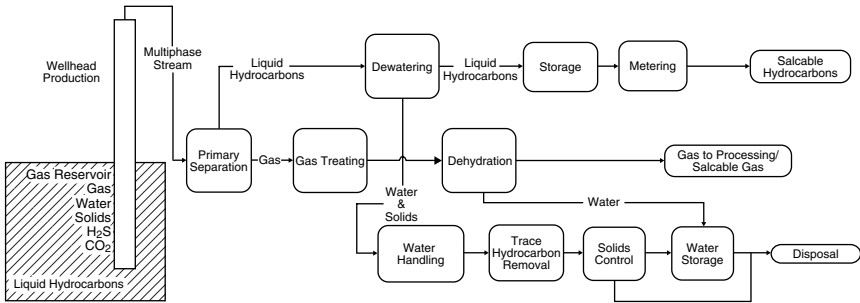 Wellhead
Production
Multiphase
Stream
Liquid
Hydrocarbons
Dewatering
Liquid
Hydrocarbons
Storage
Metering
Salcable
Hydrocarbons
Primary
Separation
Gas
Gas Treating
Dehydration
Gas to Processing/
Salcable Gas
Gas Reservoir
Gas
Water
Solids
H₂S
CO₂
Liquid Hydrocarbons
Water
&
Solids
Water
Water
Handling
Trace
Hydrocarbon
Removal
Solids
Control
Water
Storage
Disposal